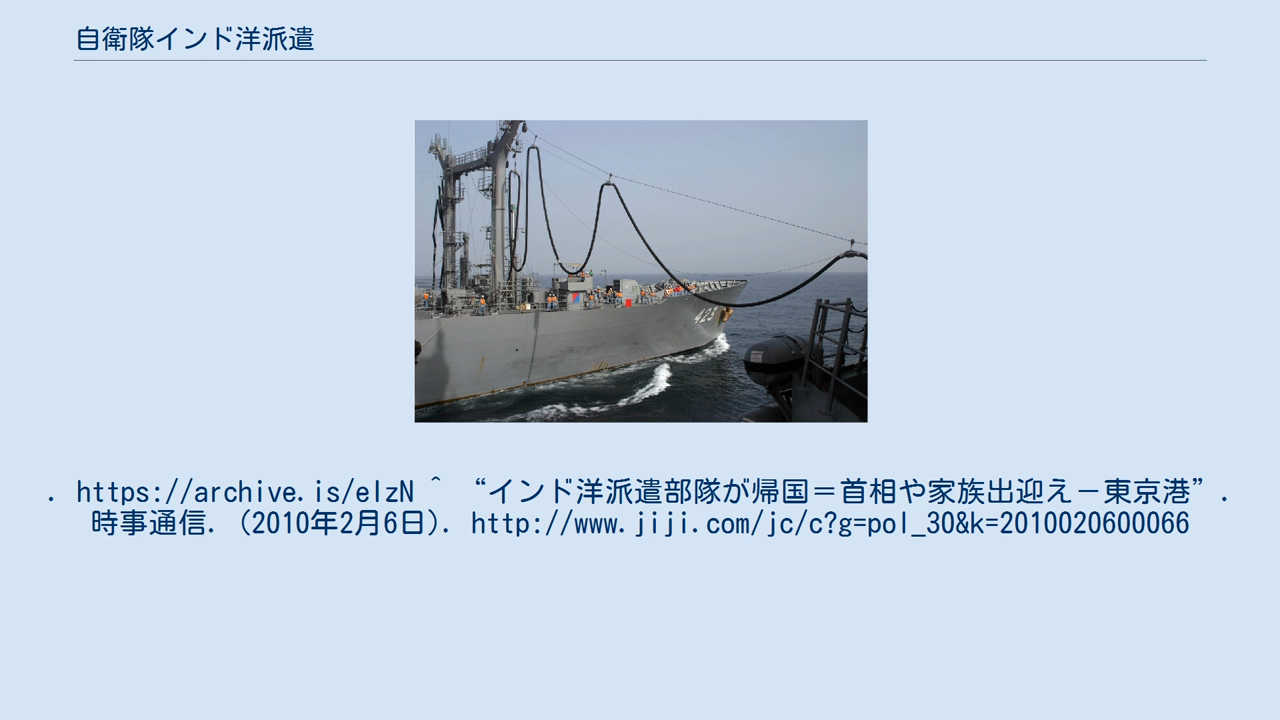 自衛隊インド洋派遣
425
. https://archive.is/eIzN ^ “インド洋派遣部隊が帰国＝首相や家族出迎え－東京港”.
時事通信. (2010年2月6日). http://www.jiji.com/jc/c?g=pol_30&k=2010020600066